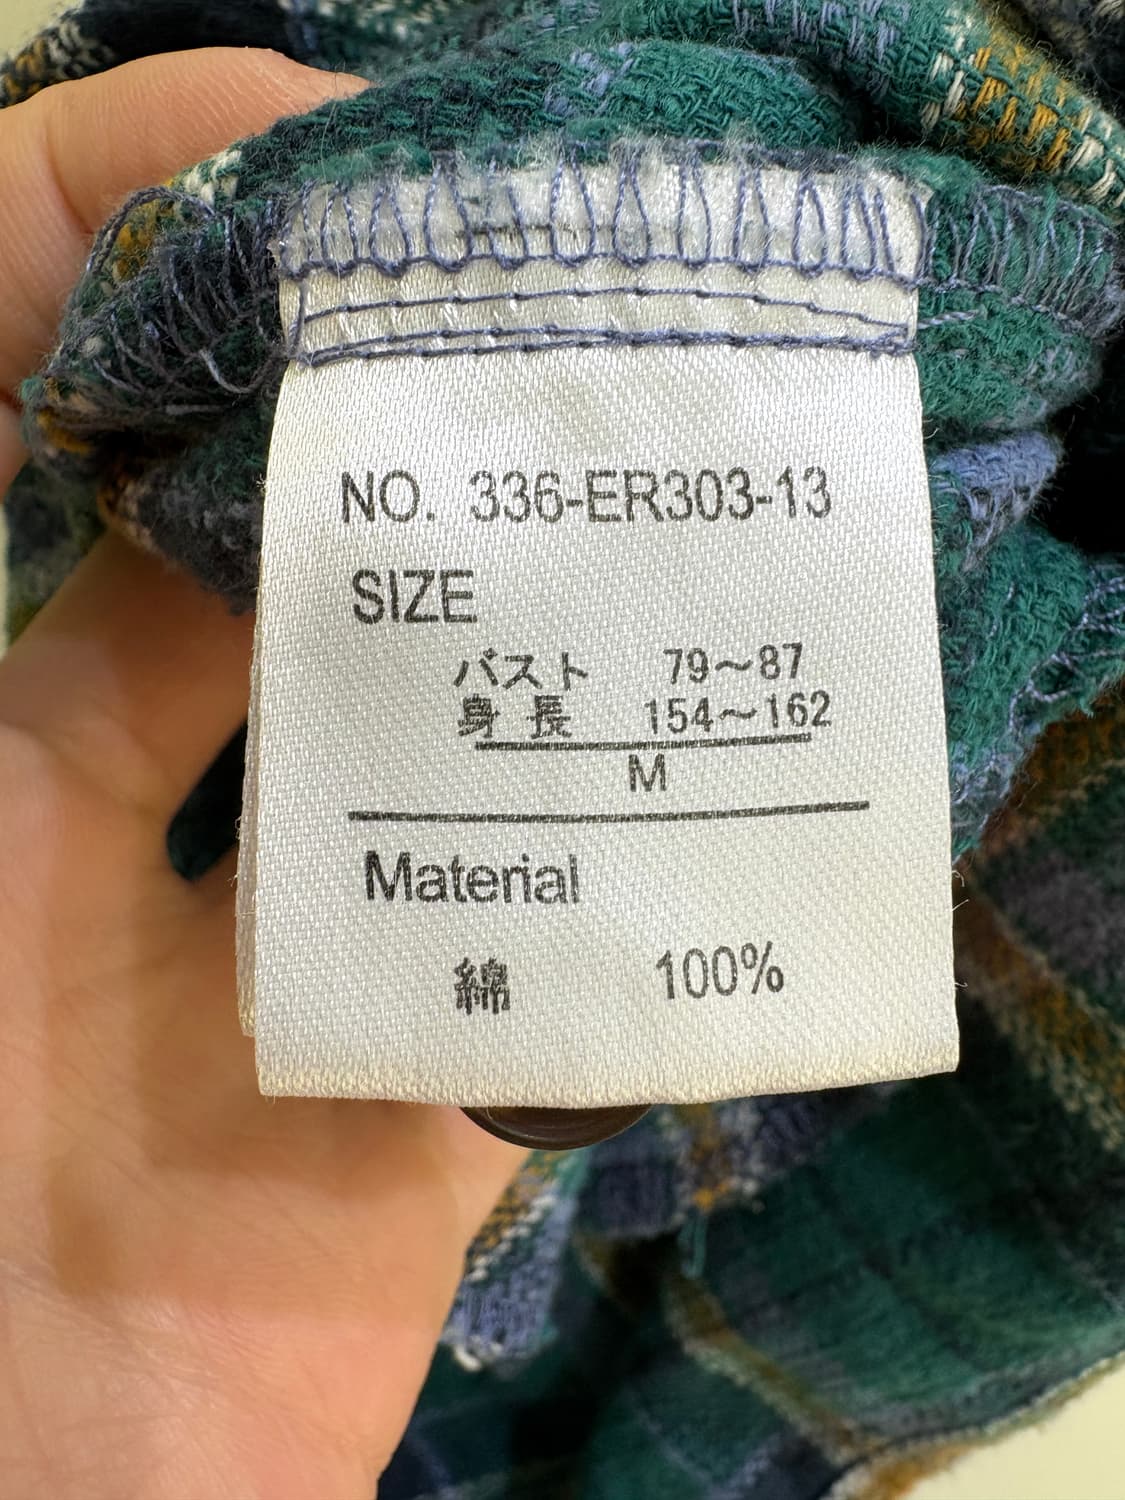 NO. 336-ER303-13
SIZE
バスト 79～87
身長 154～162
M
Material
綿 100%